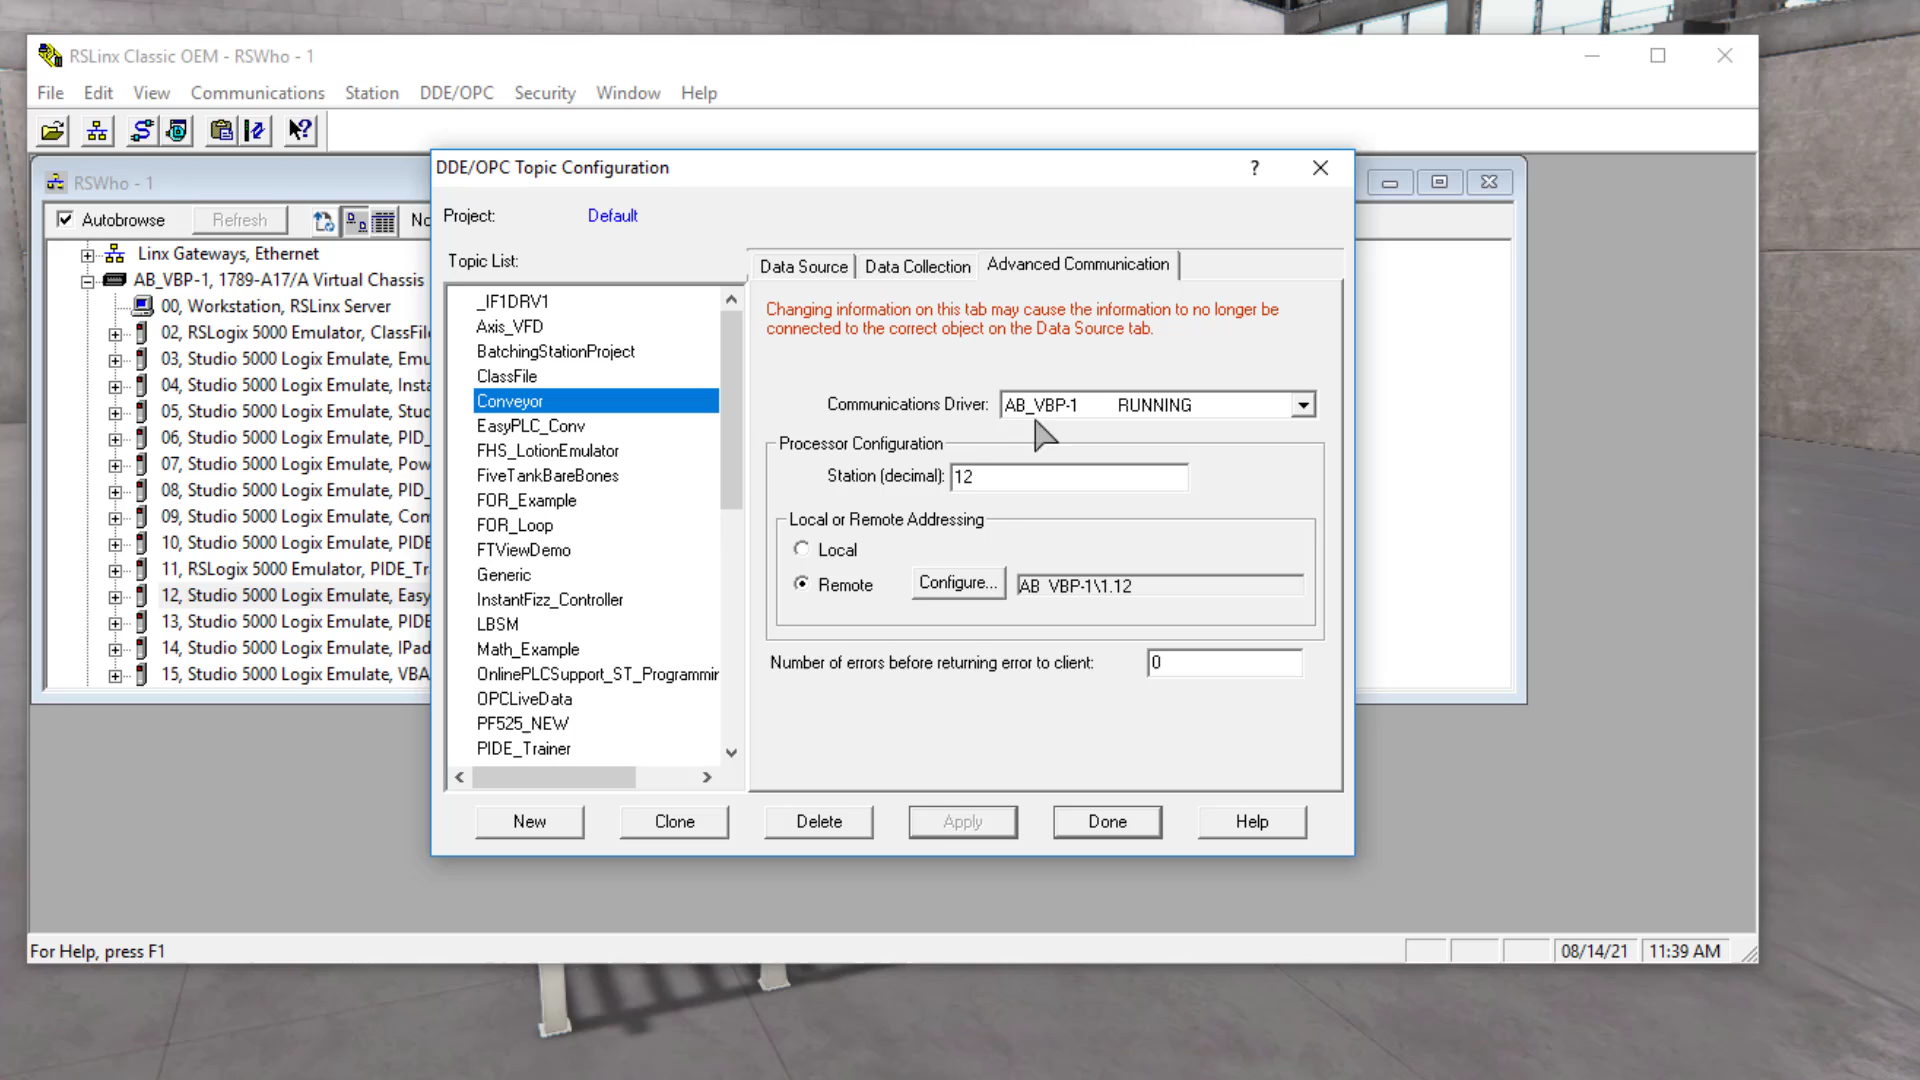 RSLinx Classic OEM - RSWho - 1
File Edit View Communications Station DDE/OPC Security Window Help
RSWho - 1
Autobrowse Refresh
Linx Gateways, Ethernet
AB_VBP-1, 1789-A17/A Virtual Chassis
00, Workstation, RSLinx Server
02, RSLogix 5000 Emulator, ClassFile
03, Studio 5000 Logix Emulate, Emu
04, Studio 5000 Logix Emulate, Insta
05, Studio 5000 Logix Emulate, Stud
06, Studio 5000 Logix Emulate, PID_
07, Studio 5000 Logix Emulate, Pow
08, Studio 5000 Logix Emulate, PID_
09, Studio 5000 Logix Emulate, Con
10, Studio 5000 Logix Emulate, PIDE
11, RSLogix 5000 Emulator, PIDE_Tr
12, Studio 5000 Logix Emulate, Easy
13, Studio 5000 Logix Emulate, PIDE
14, Studio 5000 Logix Emulate, IPad
15, Studio 5000 Logix Emulate, VBA
DDE/OPC Topic Configuration
Project: Default
Topic List:
_IF1DRV1
Axis_VFD
BatchingStationProject
ClassFile
Conveyor
EasyPLC_Conv
FHS_LotionEmulator
FiveTankBareBones
FOR_Example
FOR_Loop
FTViewDemo
Generic
InstantFizz_Controller
LBSM
Math_Example
OnlinePLCSupport_ST_Programmin
OPCLiveData
PF525_NEW
PIDE_Trainer
Data Source Data Collection Advanced Communication
Changing information on this tab may cause the information to no longer be
connected to the correct object on the Data Source tab.
Communications Driver: AB_VBP-1 RUNNING
Processor Configuration
Station (decimal): 12
Local or Remote Addressing
Local
Remote Configure... AB_VBP-1\1.12
Number of errors before returning error to client: 0
New Clone Delete Apply Done Help
For Help, press F1
08/14/21 11:39 AM